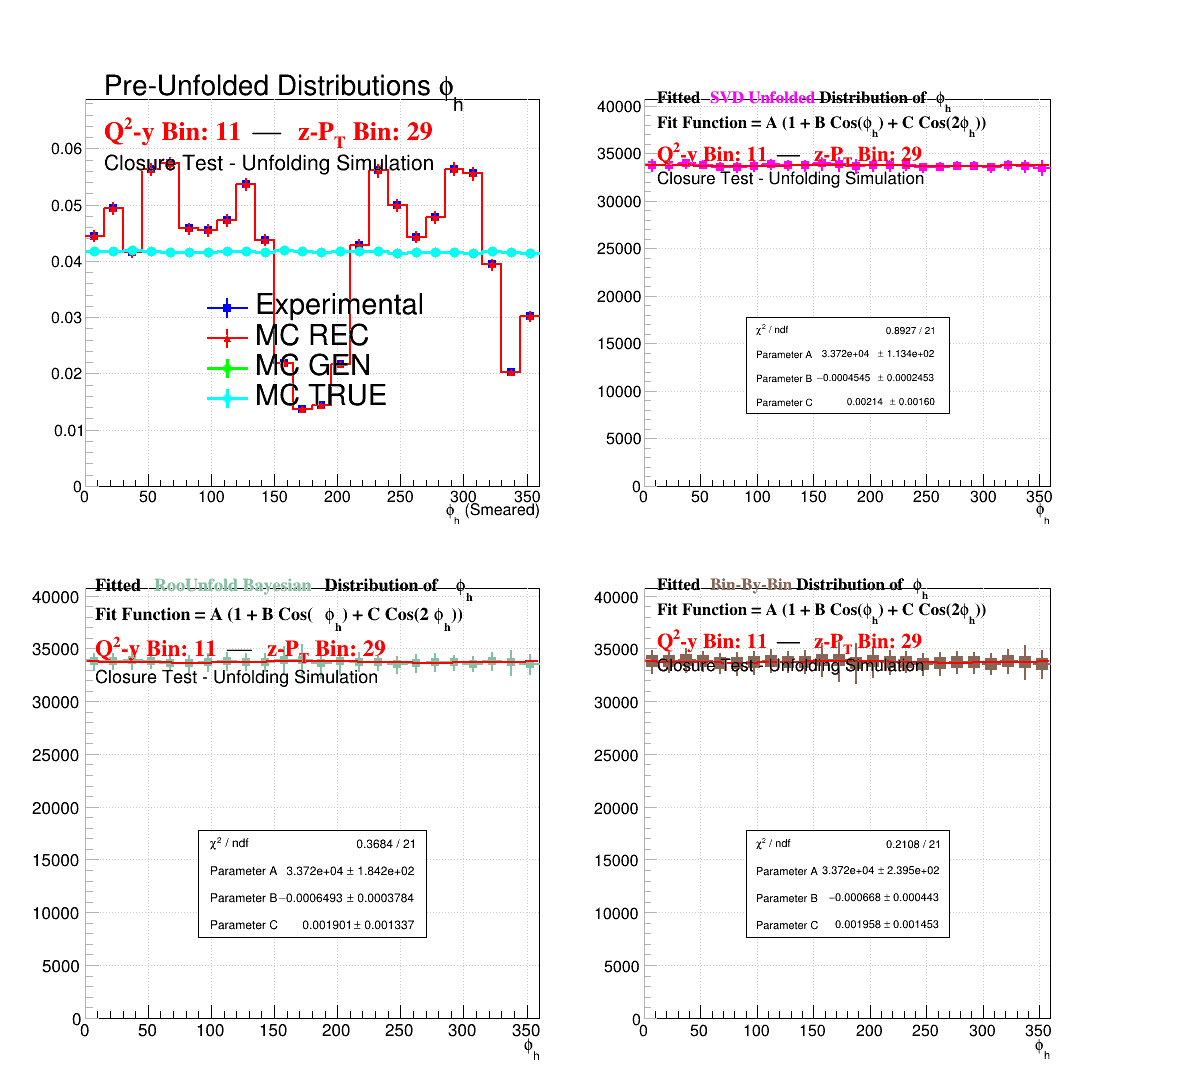 Pre-Unfolded Distributions ϕh
Q²-y Bin: 11 — z-PT Bin: 29
Closure Test - Unfolding Simulation
0.06
0.05
0.04
0.03
0.02
0.01
0
Experimental
MC REC
MC GEN
MC TRUE
0 50 100 150 200 250 300 350
ϕh (Smeared)
Fitted SVD Unfolded Distribution of ϕh
Fit Function = A (1 + B Cos(ϕh) + C Cos(2ϕh))
Q²-y Bin: 11 — z-PT Bin: 29
Closure Test - Unfolding Simulation
40000
35000
30000
25000
20000
15000
10000
5000
0
χ² / ndf 0.8927 / 21
Parameter A 3.372e+04 ± 1.134e+02
Parameter B −0.0004545 ± 0.0002453
Parameter C 0.00214 ± 0.00160
0 50 100 150 200 250 300 350
ϕh
Fitted RooUnfold Bayesian Distribution of ϕh
Fit Function = A (1 + B Cos( ϕh) + C Cos(2 ϕh))
Q²-y Bin: 11 — z-PT Bin: 29
Closure Test - Unfolding Simulation
40000
35000
30000
25000
20000
15000
10000
5000
0
χ² / ndf 0.3684 / 21
Parameter A 3.372e+04 ± 1.842e+02
Parameter B −0.0006493 ± 0.0003784
Parameter C 0.001901 ± 0.001337
0 50 100 150 200 250 300 350
ϕh
Fitted Bin-By-Bin Distribution of ϕh
Fit Function = A (1 + B Cos(ϕh) + C Cos(2ϕh))
Q²-y Bin: 11 — z-PT Bin: 29
Closure Test - Unfolding Simulation
40000
35000
30000
25000
20000
15000
10000
5000
0
χ² / ndf 0.2108 / 21
Parameter A 3.372e+04 ± 2.395e+02
Parameter B −0.000668 ± 0.000443
Parameter C 0.001958 ± 0.001453
0 50 100 150 200 250 300 350
ϕh